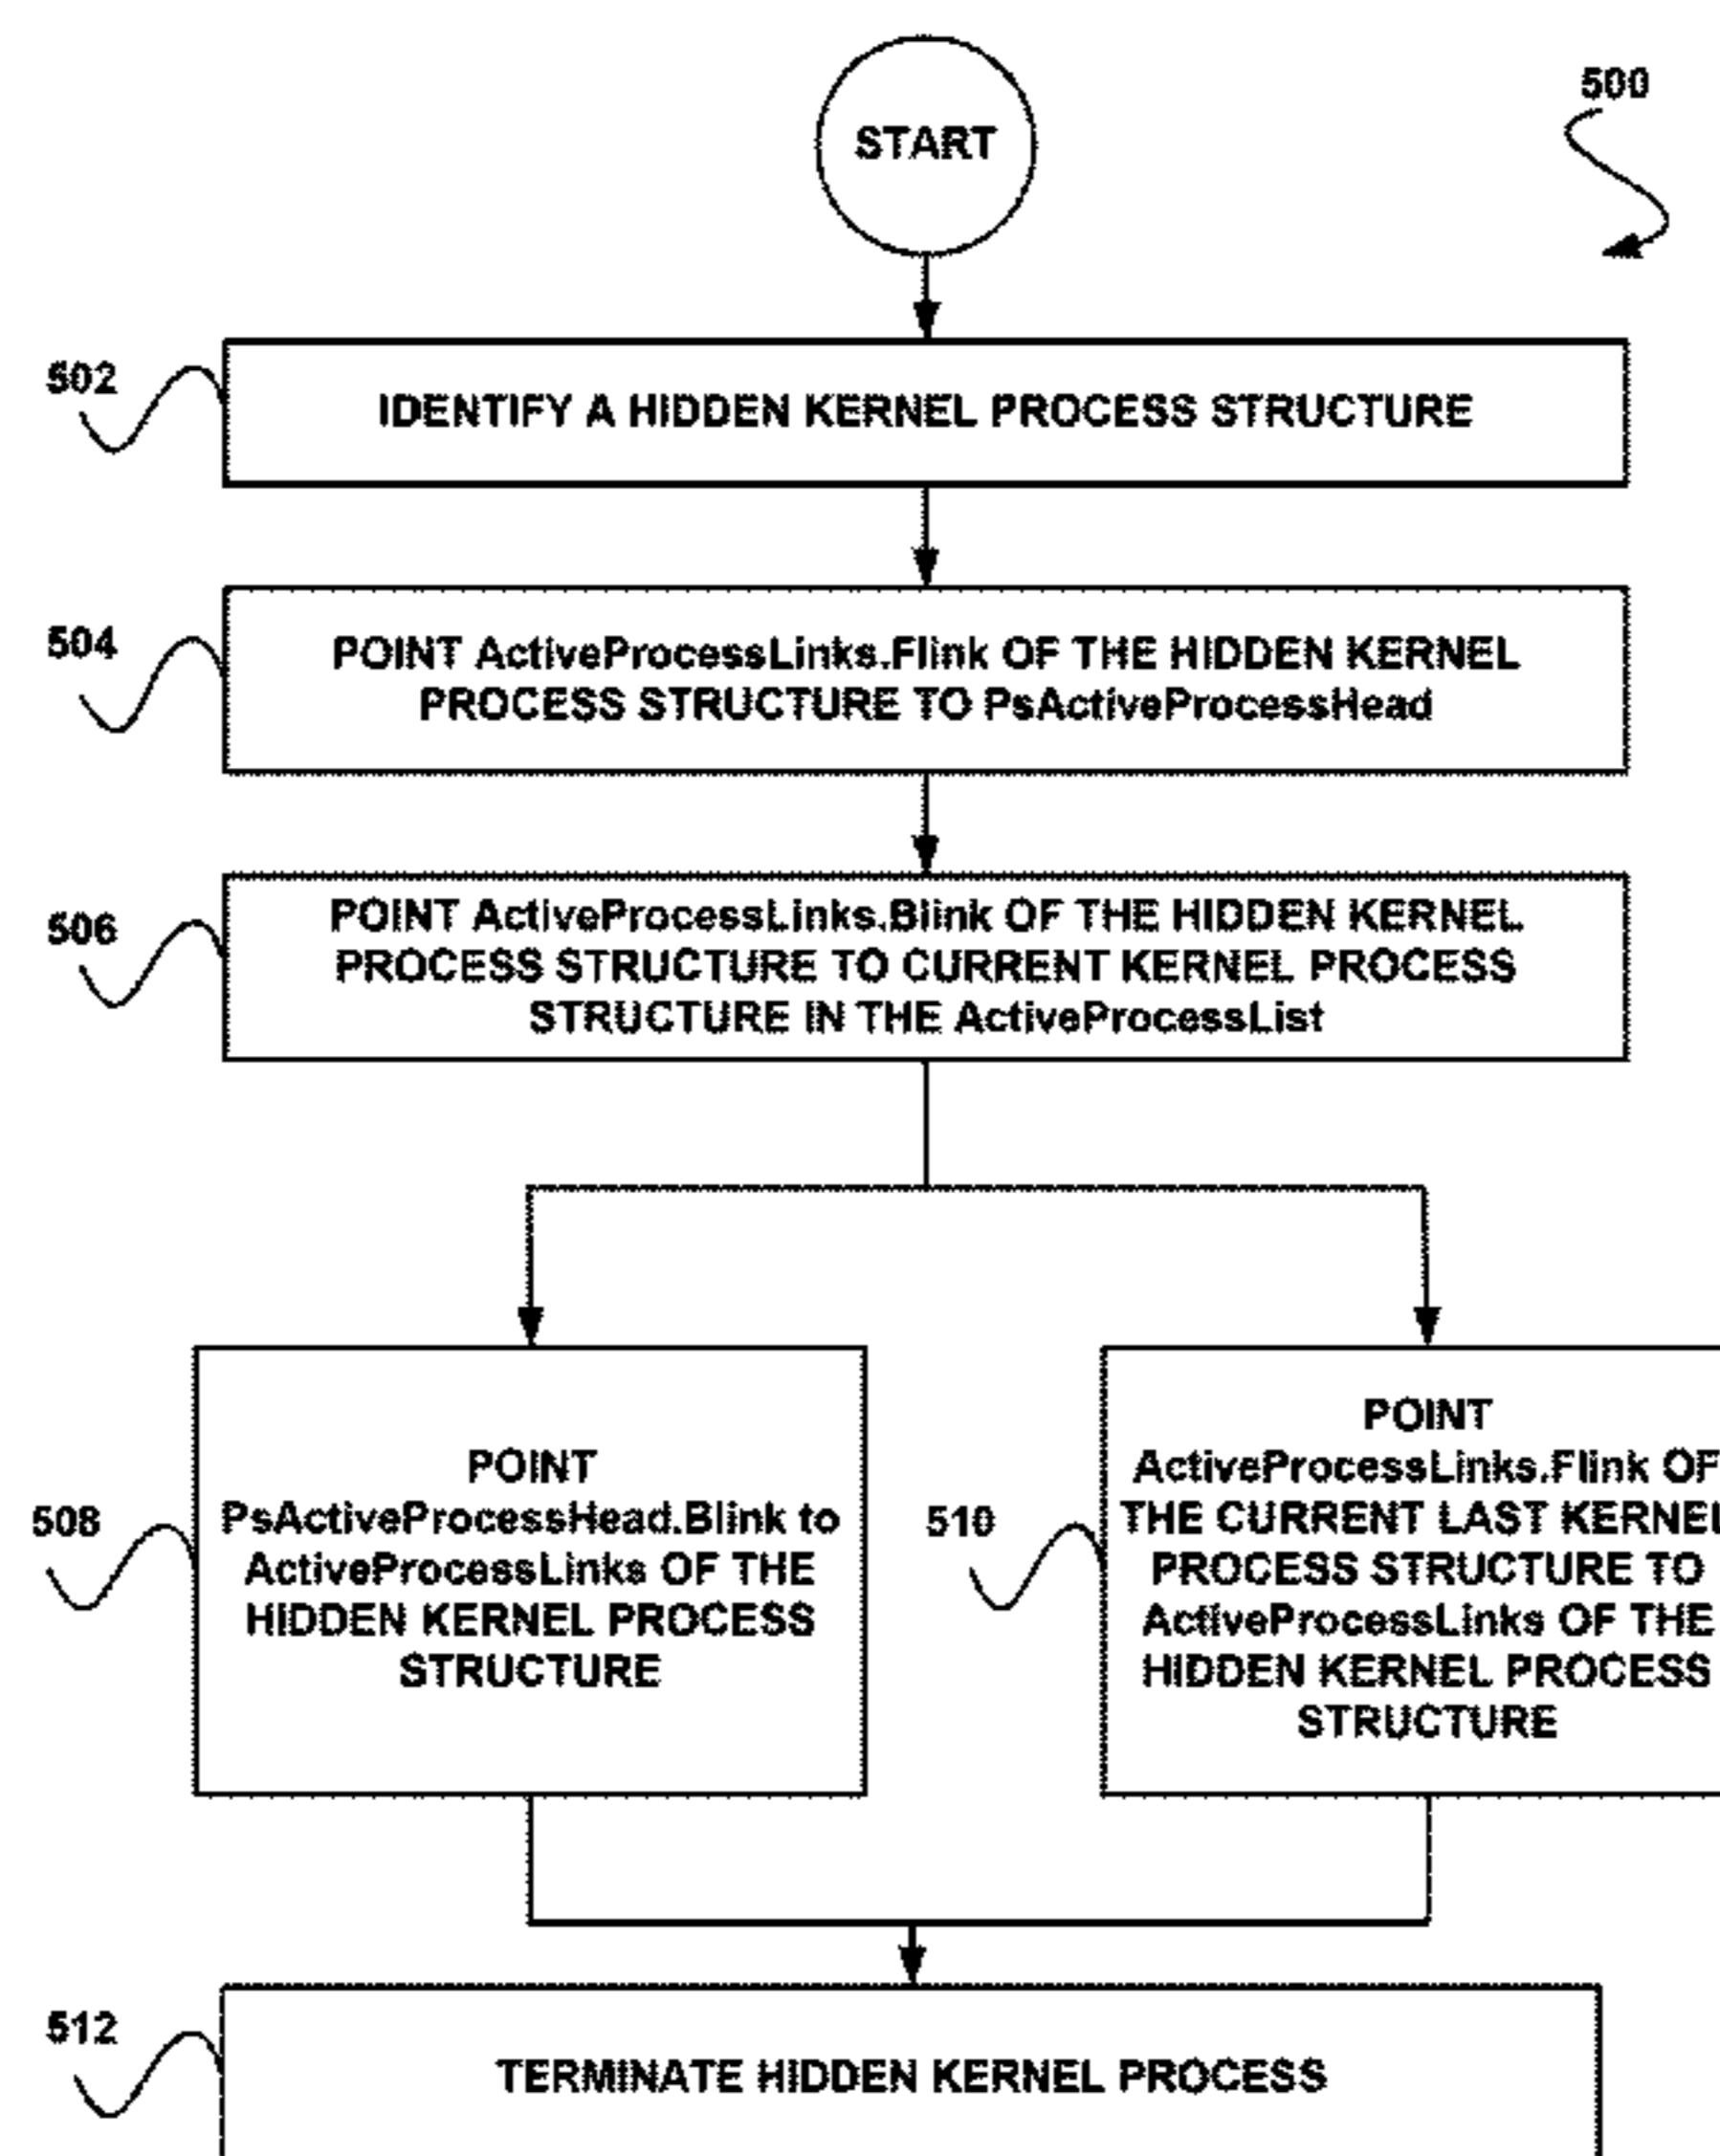 START
500
502
IDENTIFY A HIDDEN KERNEL PROCESS STRUCTURE
504
POINT ActiveProcessLinks.Flink OF THE HIDDEN KERNEL
PROCESS STRUCTURE TO PsActiveProcessHead
506
POINT ActiveProcessLinks.Blink OF THE HIDDEN KERNEL
PROCESS STRUCTURE TO CURRENT KERNEL PROCESS
STRUCTURE IN THE ActiveProcessList
508
POINT
PsActiveProcessHead.Blink to
ActiveProcessLinks OF THE
HIDDEN KERNEL PROCESS
STRUCTURE
510
POINT
ActiveProcessLinks.Flink OF
THE CURRENT LAST KERNEL
PROCESS STRUCTURE TO
ActiveProcessLinks OF THE
HIDDEN KERNEL PROCESS
STRUCTURE
512
TERMINATE HIDDEN KERNEL PROCESS